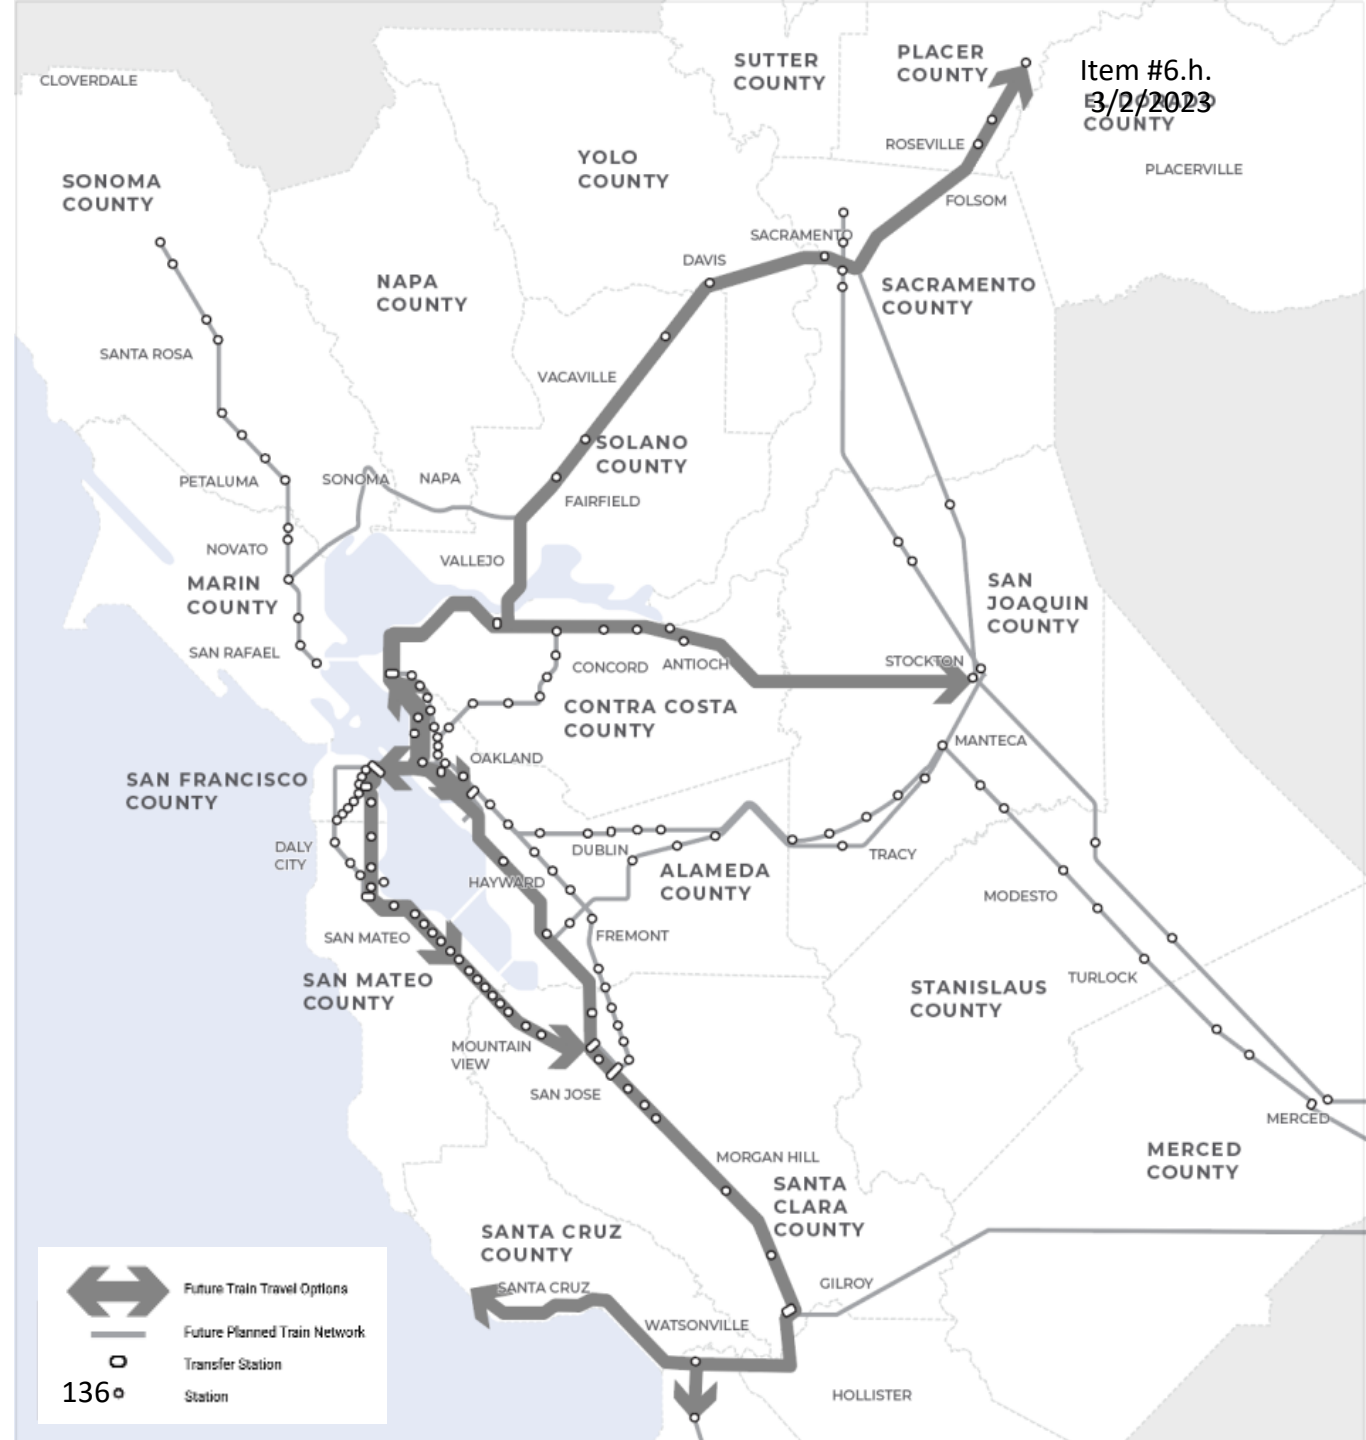 SUTTER
COUNTY
PLACER
COUNTY
Item #6.h.
3/2/2023
EL DORADO
COUNTY
CLOVERDALE
ROSEVILLE
PLACERVILLE
YOLO
COUNTY
SONOMA
COUNTY
FOLSOM
SACRAMENTO
DAVIS
NAPA
COUNTY
SACRAMENTO
COUNTY
SANTA ROSA
VACAVILLE
SOLANO
COUNTY
PETALUMA
SONOMA
NAPA
FAIRFIELD
NOVATO
VALLEJO
MARIN
COUNTY
SAN
JOAQUIN
COUNTY
SAN RAFAEL
CONCORD
ANTIOCH
STOCKTON
CONTRA COSTA
COUNTY
MANTECA
OAKLAND
SAN FRANCISCO
COUNTY
DALY
CITY
DUBLIN
TRACY
ALAMEDA
COUNTY
HAYWARD
MODESTO
SAN MATEO
FREMONT
SAN MATEO
COUNTY
TURLOCK
STANISLAUS
COUNTY
MOUNTAIN
VIEW
SAN JOSE
MERCED
MERCED
COUNTY
MORGAN HILL
SANTA
CLARA
COUNTY
SANTA CRUZ
COUNTY
SANTA CRUZ
GILROY
WATSONVILLE
HOLLISTER
Future Train Travel Options
Future Planned Train Network
Transfer Station
136
Station